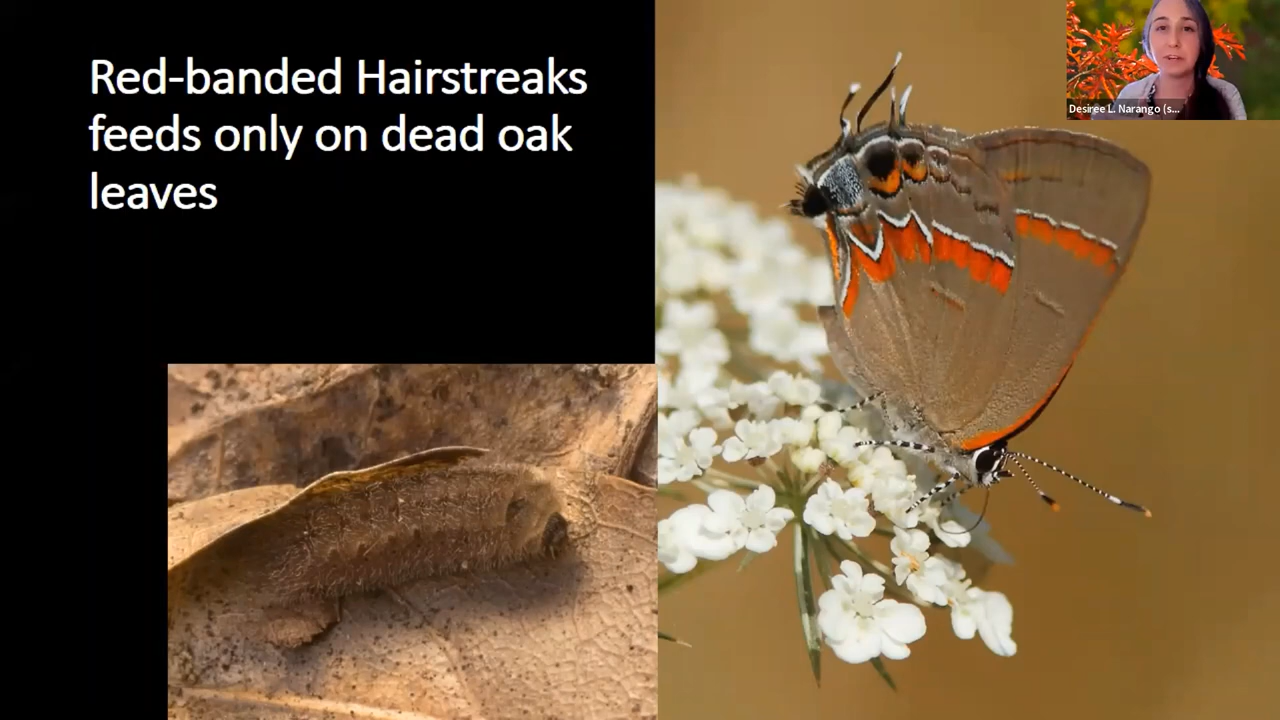 Red-banded Hairstreaks
feeds only on dead oak
leaves
Desiree L. Narango (s...